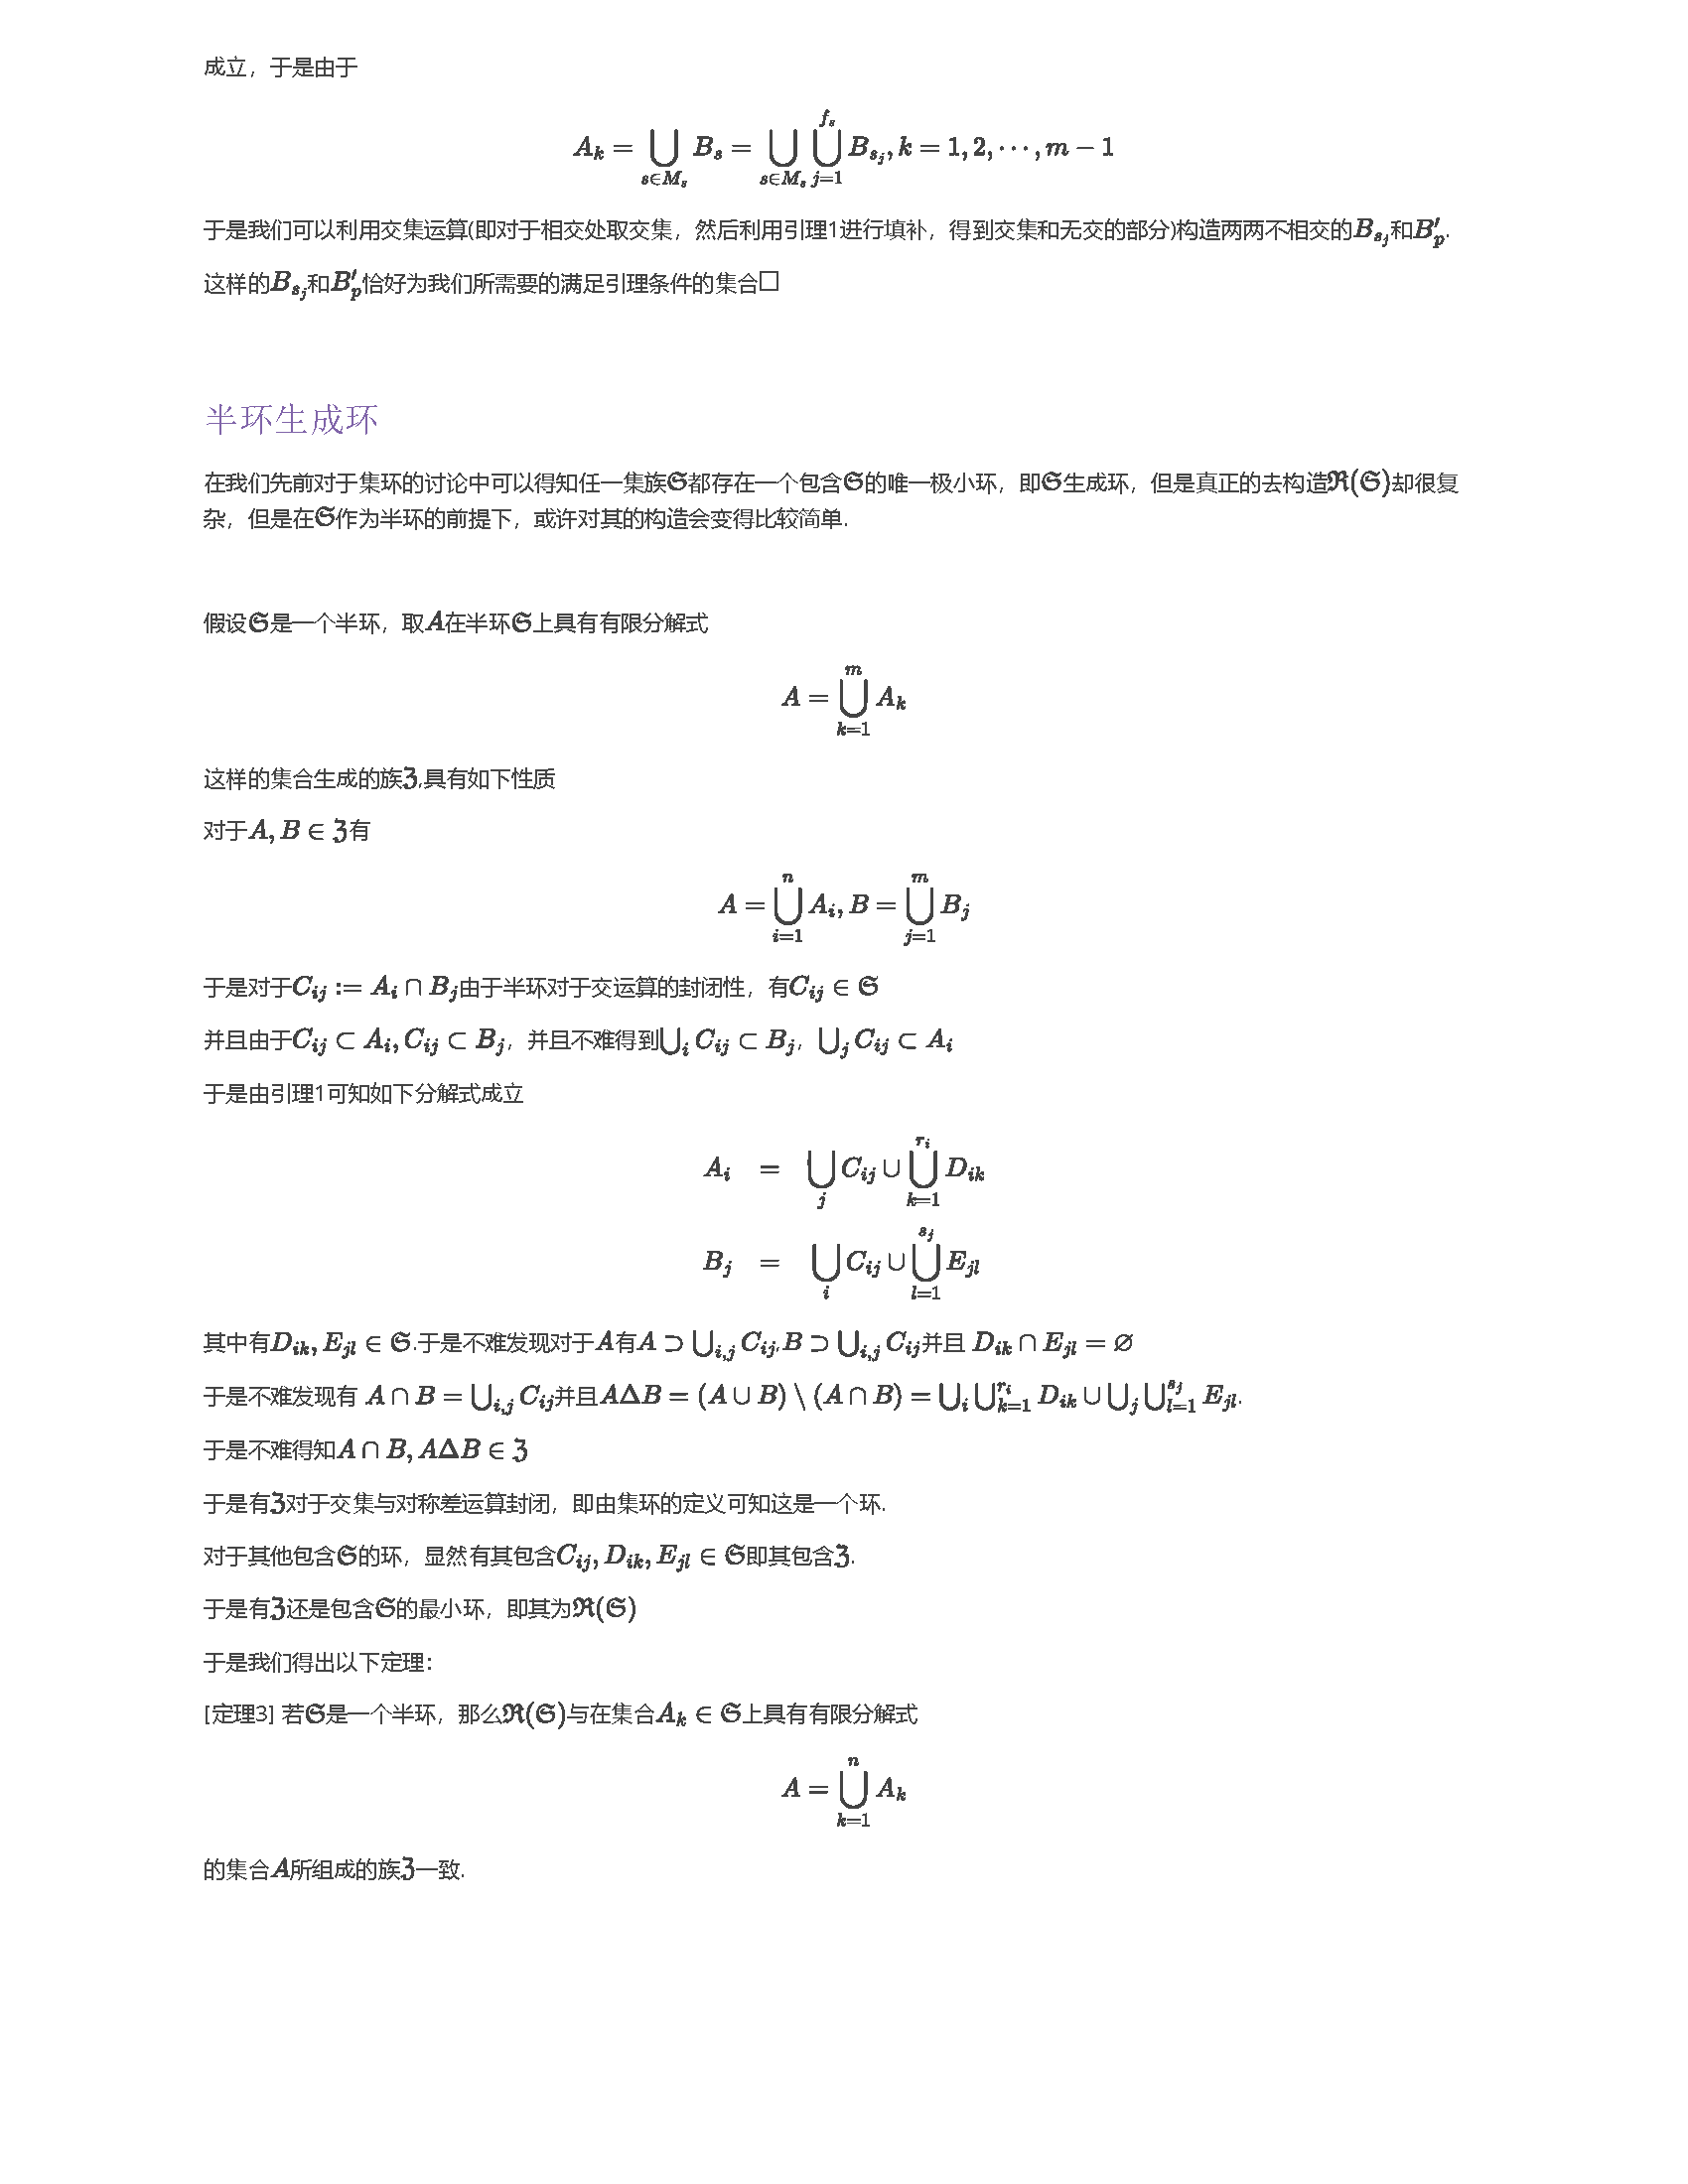 成立，于是由于
$$A_k = \bigcup_{s \in M_s} B_s = \bigcup_{s \in M_s} \bigcup_{j=1}^{f_s} B_{s_j}, k = 1, 2, \cdots, m-1$$
于是我们可以利用交集运算(即对于相交处取交集，然后利用引理1进行填补，得到交集和无交的部分)构造两两不相交的$B_{s_j}$和$B'_p$.
这样的$B_{s_j}$和$B'_p$恰好为我们所需要的满足引理条件的集合□
半环生成环
在我们先前对于集环的讨论中可以得知任一集族$\mathfrak{S}$都存在一个包含$\mathfrak{S}$的唯一极小环，即$\mathfrak{S}$生成环，但是真正的去构造$\mathfrak{R}(\mathfrak{S})$却很复
杂，但是在$\mathfrak{S}$作为半环的前提下，或许对其的构造会变得比较简单.
假设$\mathfrak{S}$是一个半环，取$A$在半环$\mathfrak{S}$上具有有限分解式
$$A = \bigcup_{k=1}^{m} A_k$$
这样的集合生成的族$\mathfrak{Z}$,具有如下性质
对于$A, B \in \mathfrak{Z}$有
$$A = \bigcup_{i=1}^{n} A_i, B = \bigcup_{j=1}^{m} B_j$$
于是对于$C_{ij} := A_i \cap B_j$由于半环对于交运算的封闭性，有$C_{ij} \in \mathfrak{S}$
并且由于$C_{ij} \subset A_i, C_{ij} \subset B_j$，并且不难得到$\bigcup_i C_{ij} \subset B_j$，$\bigcup_j C_{ij} \subset A_i$
于是由引理1可知如下分解式成立
$$A_i = \bigcup_{j} C_{ij} \cup \bigcup_{k=1}^{r_i} D_{ik}$$
$$B_j = \bigcup_{i} C_{ij} \cup \bigcup_{l=1}^{s_j} E_{jl}$$
其中有$D_{ik}, E_{jl} \in \mathfrak{S}$.于是不难发现对于$A$有$A \supset \bigcup_{i,j} C_{ij}$,$B \supset \bigcup_{i,j} C_{ij}$并且 $D_{ik} \cap E_{jl} = \varnothing$
于是不难发现有 $A \cap B = \bigcup_{i,j} C_{ij}$并且$A \Delta B = (A \cup B) \setminus (A \cap B) = \bigcup_i \bigcup_{k=1}^{r_i} D_{ik} \cup \bigcup_j \bigcup_{l=1}^{s_j} E_{jl}$.
于是不难得知$A \cap B, A \Delta B \in \mathfrak{Z}$
于是有$\mathfrak{Z}$对于交集与对称差运算封闭，即由集环的定义可知这是一个环.
对于其他包含$\mathfrak{S}$的环，显然有其包含$C_{ij}, D_{ik}, E_{jl} \in \mathfrak{S}$即其包含$\mathfrak{Z}$.
于是有$\mathfrak{Z}$还是包含$\mathfrak{S}$的最小环，即其为$\mathfrak{R}(\mathfrak{S})$
于是我们得出以下定理：
[定理3] 若$\mathfrak{S}$是一个半环，那么$\mathfrak{R}(\mathfrak{S})$与在集合$A_k \in \mathfrak{S}$上具有有限分解式
$$A = \bigcup_{k=1}^{n} A_k$$
的集合$A$所组成的族$\mathfrak{Z}$一致.